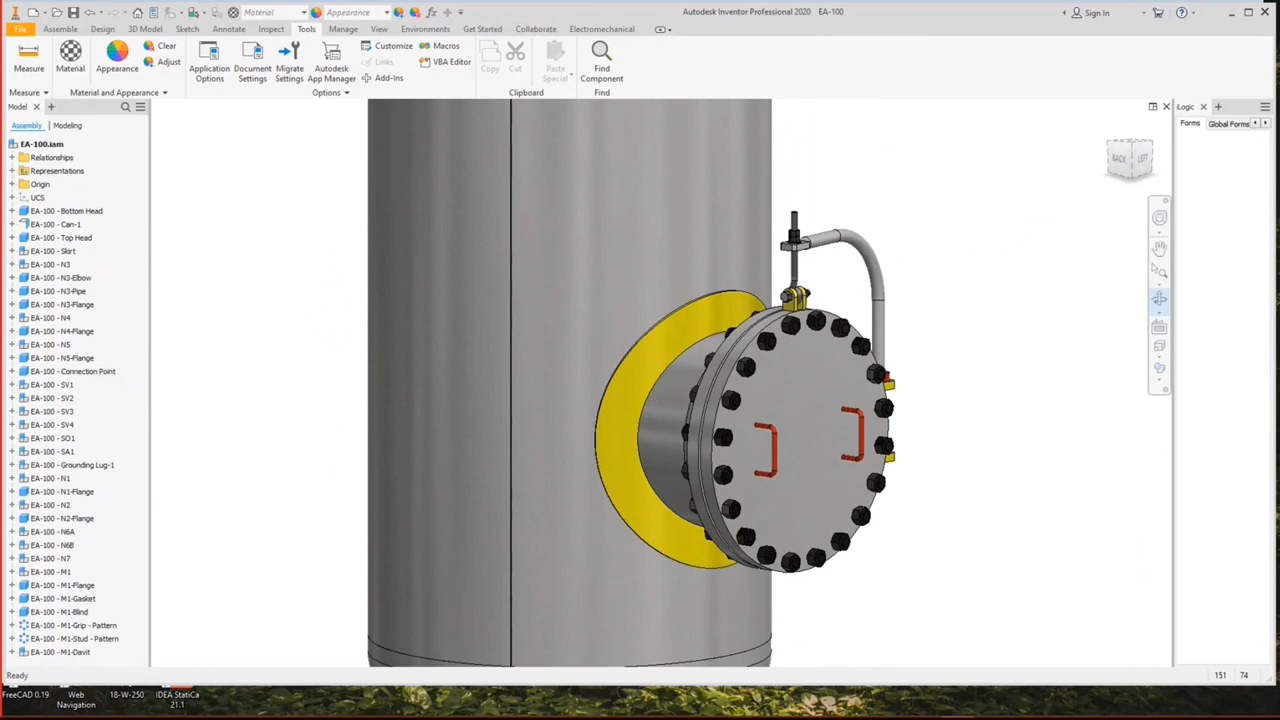 Material
Appearance
Autodesk Inventor Professional 2020 EA-100
Sign In
File
Assemble
Design
3D Model
Sketch
Annotate
Inspect
Tools
Manage
View
Environments
Get Started
Collaborate
Electromechanical
Measure
Material
Appearance
Clear
Adjust
Application Options
Document Settings
Migrate Settings
Autodesk App Manager
Customize
Links
Add-Ins
Macros
VBA Editor
Copy
Cut
Paste Special
Find Component
Measure
Material and Appearance
Options
Clipboard
Find
Model
Assembly
Modeling
EA-100.iam
Relationships
Representations
Origin
UCS
EA-100 - Bottom Head
EA-100 - Can-1
EA-100 - Top Head
EA-100 - Skirt
EA-100 - N3
EA-100 - N3-Elbow
EA-100 - N3-Pipe
EA-100 - N3-Flange
EA-100 - N4
EA-100 - N4-Flange
EA-100 - N5
EA-100 - N5-Flange
EA-100 - Connection Point
EA-100 - SV1
EA-100 - SV2
EA-100 - SV3
EA-100 - SV4
EA-100 - SO1
EA-100 - SA1
EA-100 - Grounding Lug-1
EA-100 - N1
EA-100 - N1-Flange
EA-100 - N2
EA-100 - N2-Flange
EA-100 - N6A
EA-100 - N6B
EA-100 - N7
EA-100 - M1
EA-100 - M1-Flange
EA-100 - M1-Gasket
EA-100 - M1-Blind
EA-100 - M1-Grip - Pattern
EA-100 - M1-Stud - Pattern
EA-100 - M1-Davit
BACK
LEFT
iLogic
Forms
Global Forms
Ready
151
74
FreeCAD 0.19
Web Navigation
18-W-250
IDEA StatiCa 21.1